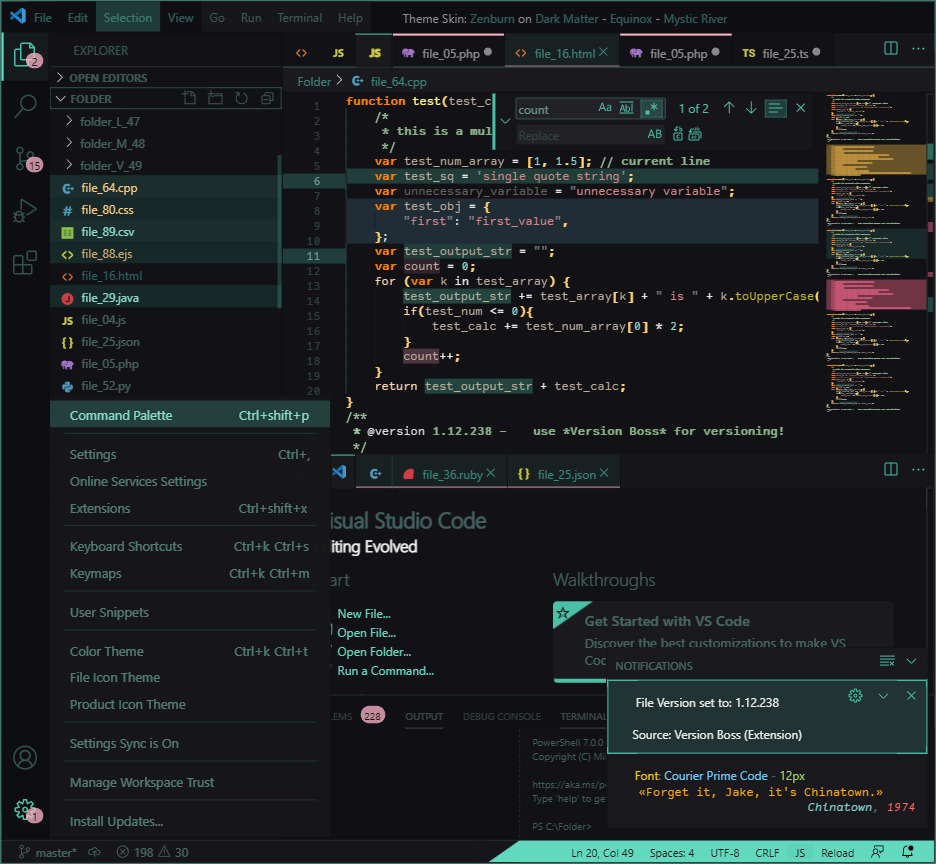 File Edit Selection View Go Run Terminal Help Theme Skin: Zenburn on Dark Matter - Equinox - Mystic River
EXPLORER
JS JS file_05.php file_16.html file_05.php TS file_25.ts
OPEN EDITORS
Folder file_64.cpp
FOLDER
folder_L_47
folder_M_48
folder_V_49
file_64.cpp
# file_80.css
file_89.csv
file_88.ejs
file_16.html
file_29.java
JS file_04.js
{} file_25.json
file_05.php
file_52.py
2
15
count Aa Abl .* 1 of 2
Replace AB
1 function test(test_c
2 /*
3 * this is a mul
4 */
5 var test_num_array = [1, 1.5]; // current line
6 var test_sq = 'single quote string';
7 var unnecessary_variable = "unnecessary variable";
8 var test_obj = {
9 "first": "first_value",
10 };
11 var test_output_str = "";
12 var count = 0;
13 for (var k in test_array) {
14 test_output_str += test_array[k] + " is " + k.toUpperCase(
15 if(test_num <= 0){
16 test_calc += test_num_array[0] * 2;
17 }
18 count++;
19 }
20 return test_output_str + test_calc;
}
/**
* @version 1.12.238 - use *Version Boss* for versioning!
*/
Command Palette Ctrl+shift+p
Settings Ctrl+,
Online Services Settings
Extensions Ctrl+shift+x
Keyboard Shortcuts Ctrl+k Ctrl+s
Keymaps Ctrl+k Ctrl+m
User Snippets
Color Theme Ctrl+k Ctrl+t
File Icon Theme
Product Icon Theme
Settings Sync is On
Manage Workspace Trust
Install Updates...
1
file_36.ruby {} file_25.json
isual Studio Code
iting Evolved
art
New File...
Open File...
Open Folder...
Run a Command...
Walkthroughs
Get Started with VS Code
Discover the best customizations to make VS
Coc
NOTIFICATIONS
File Version set to: 1.12.238
Source: Version Boss (Extension)
Font: Courier Prime Code - 12px
«Forget it, Jake, it's Chinatown.»
Chinatown, 1974
LEMS 228 OUTPUT DEBUG CONSOLE TERMINAL
PowerShell 7.0.0
Copyright (C) Mi
https://aka.ms/p
Type 'help' to ge
PS C:\Folder>
master* 198 30 Ln 20, Col 49 Spaces: 4 UTF-8 CRLF JS Reload